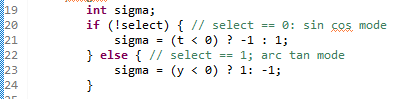 19 int sigma;
20 if (!select) { // select == 0: sin cos mode
21 sigma = (t < 0) ? -1 : 1;
22 } else { // select == 1; arc tan mode
23 sigma = (y < 0) ? 1: -1;
24 }